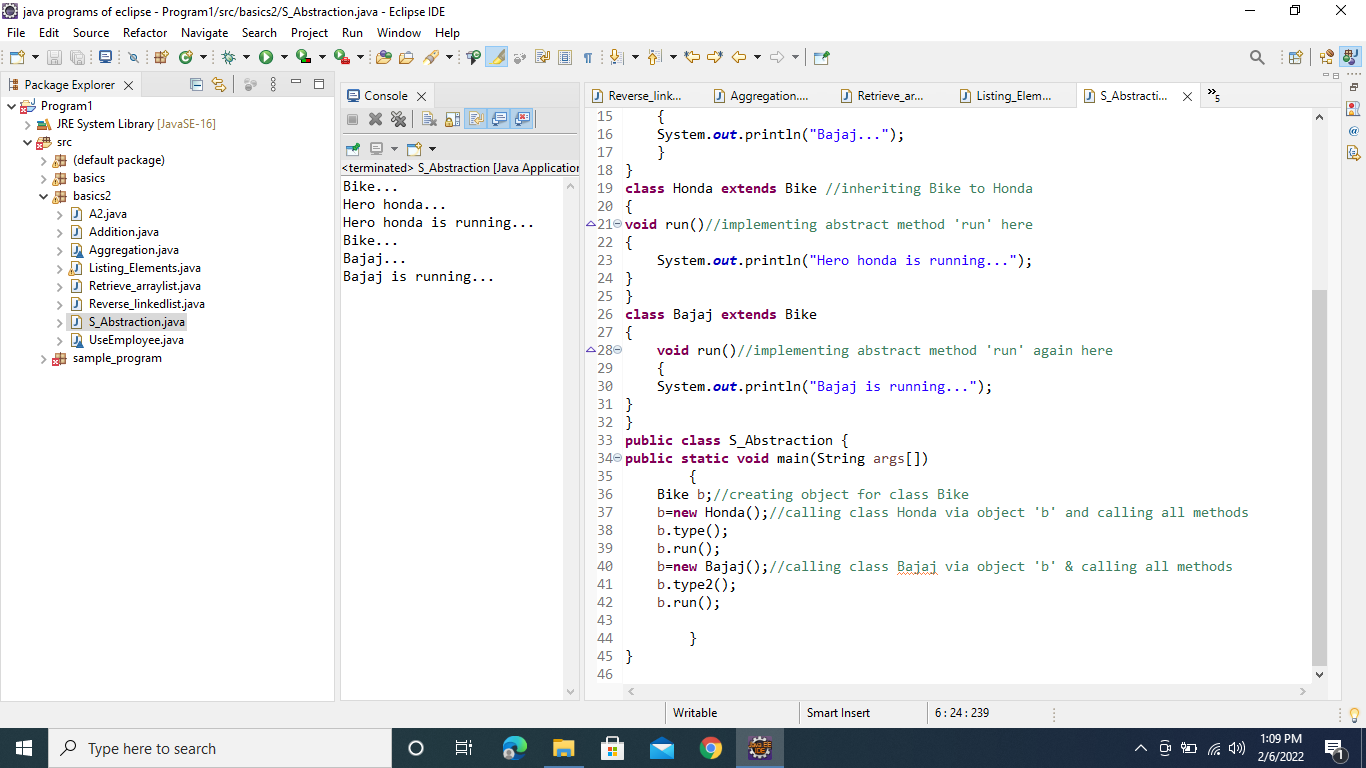 java programs of eclipse - Program1/src/basics2/S_Abstraction.java - Eclipse IDE
File Edit Source Refactor Navigate Search Project Run Window Help
Package Explorer
Program1
JRE System Library [JavaSE-16]
src
(default package)
basics
basics2
A2.java
Addition.java
Aggregation.java
Listing_Elements.java
Retrieve_arraylist.java
Reverse_linkedlist.java
S_Abstraction.java
UseEmployee.java
sample_program
Console
<terminated> S_Abstraction [Java Application
Bike...
Hero honda...
Hero honda is running...
Bike...
Bajaj...
Bajaj is running...
Reverse_link... Aggregation.... Retrieve_ar... Listing_Elem... S_Abstracti... »5
15 {
16 System.out.println("Bajaj...");
17 }
18 }
19 class Honda extends Bike //inheriting Bike to Honda
20 {
21 void run()//implementing abstract method 'run' here
22 {
23 System.out.println("Hero honda is running...");
24 }
25 }
26 class Bajaj extends Bike
27 {
28 void run()//implementing abstract method 'run' again here
29 {
30 System.out.println("Bajaj is running...");
31 }
32 }
33 public class S_Abstraction {
34 public static void main(String args[])
35 {
36 Bike b;//creating object for class Bike
37 b=new Honda();//calling class Honda via object 'b' and calling all methods
38 b.type();
39 b.run();
40 b=new Bajaj();//calling class Bajaj via object 'b' & calling all methods
41 b.type2();
42 b.run();
43
44 }
45 }
46
Writable Smart Insert 6 : 24 : 239
Type here to search
JAVA EE IDE
1:09 PM
2/6/2022
1